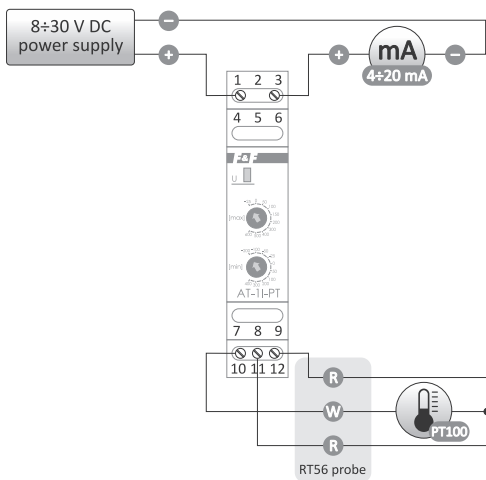 8÷30 V DC
power supply
−
+
+
mA
−
4÷20 mA
1 2 3
4 5 6
F&F
U
[max]
[min]
AT-1I-PT
7 8 9
10 11 12
R
W
PT100
R
RT56 probe